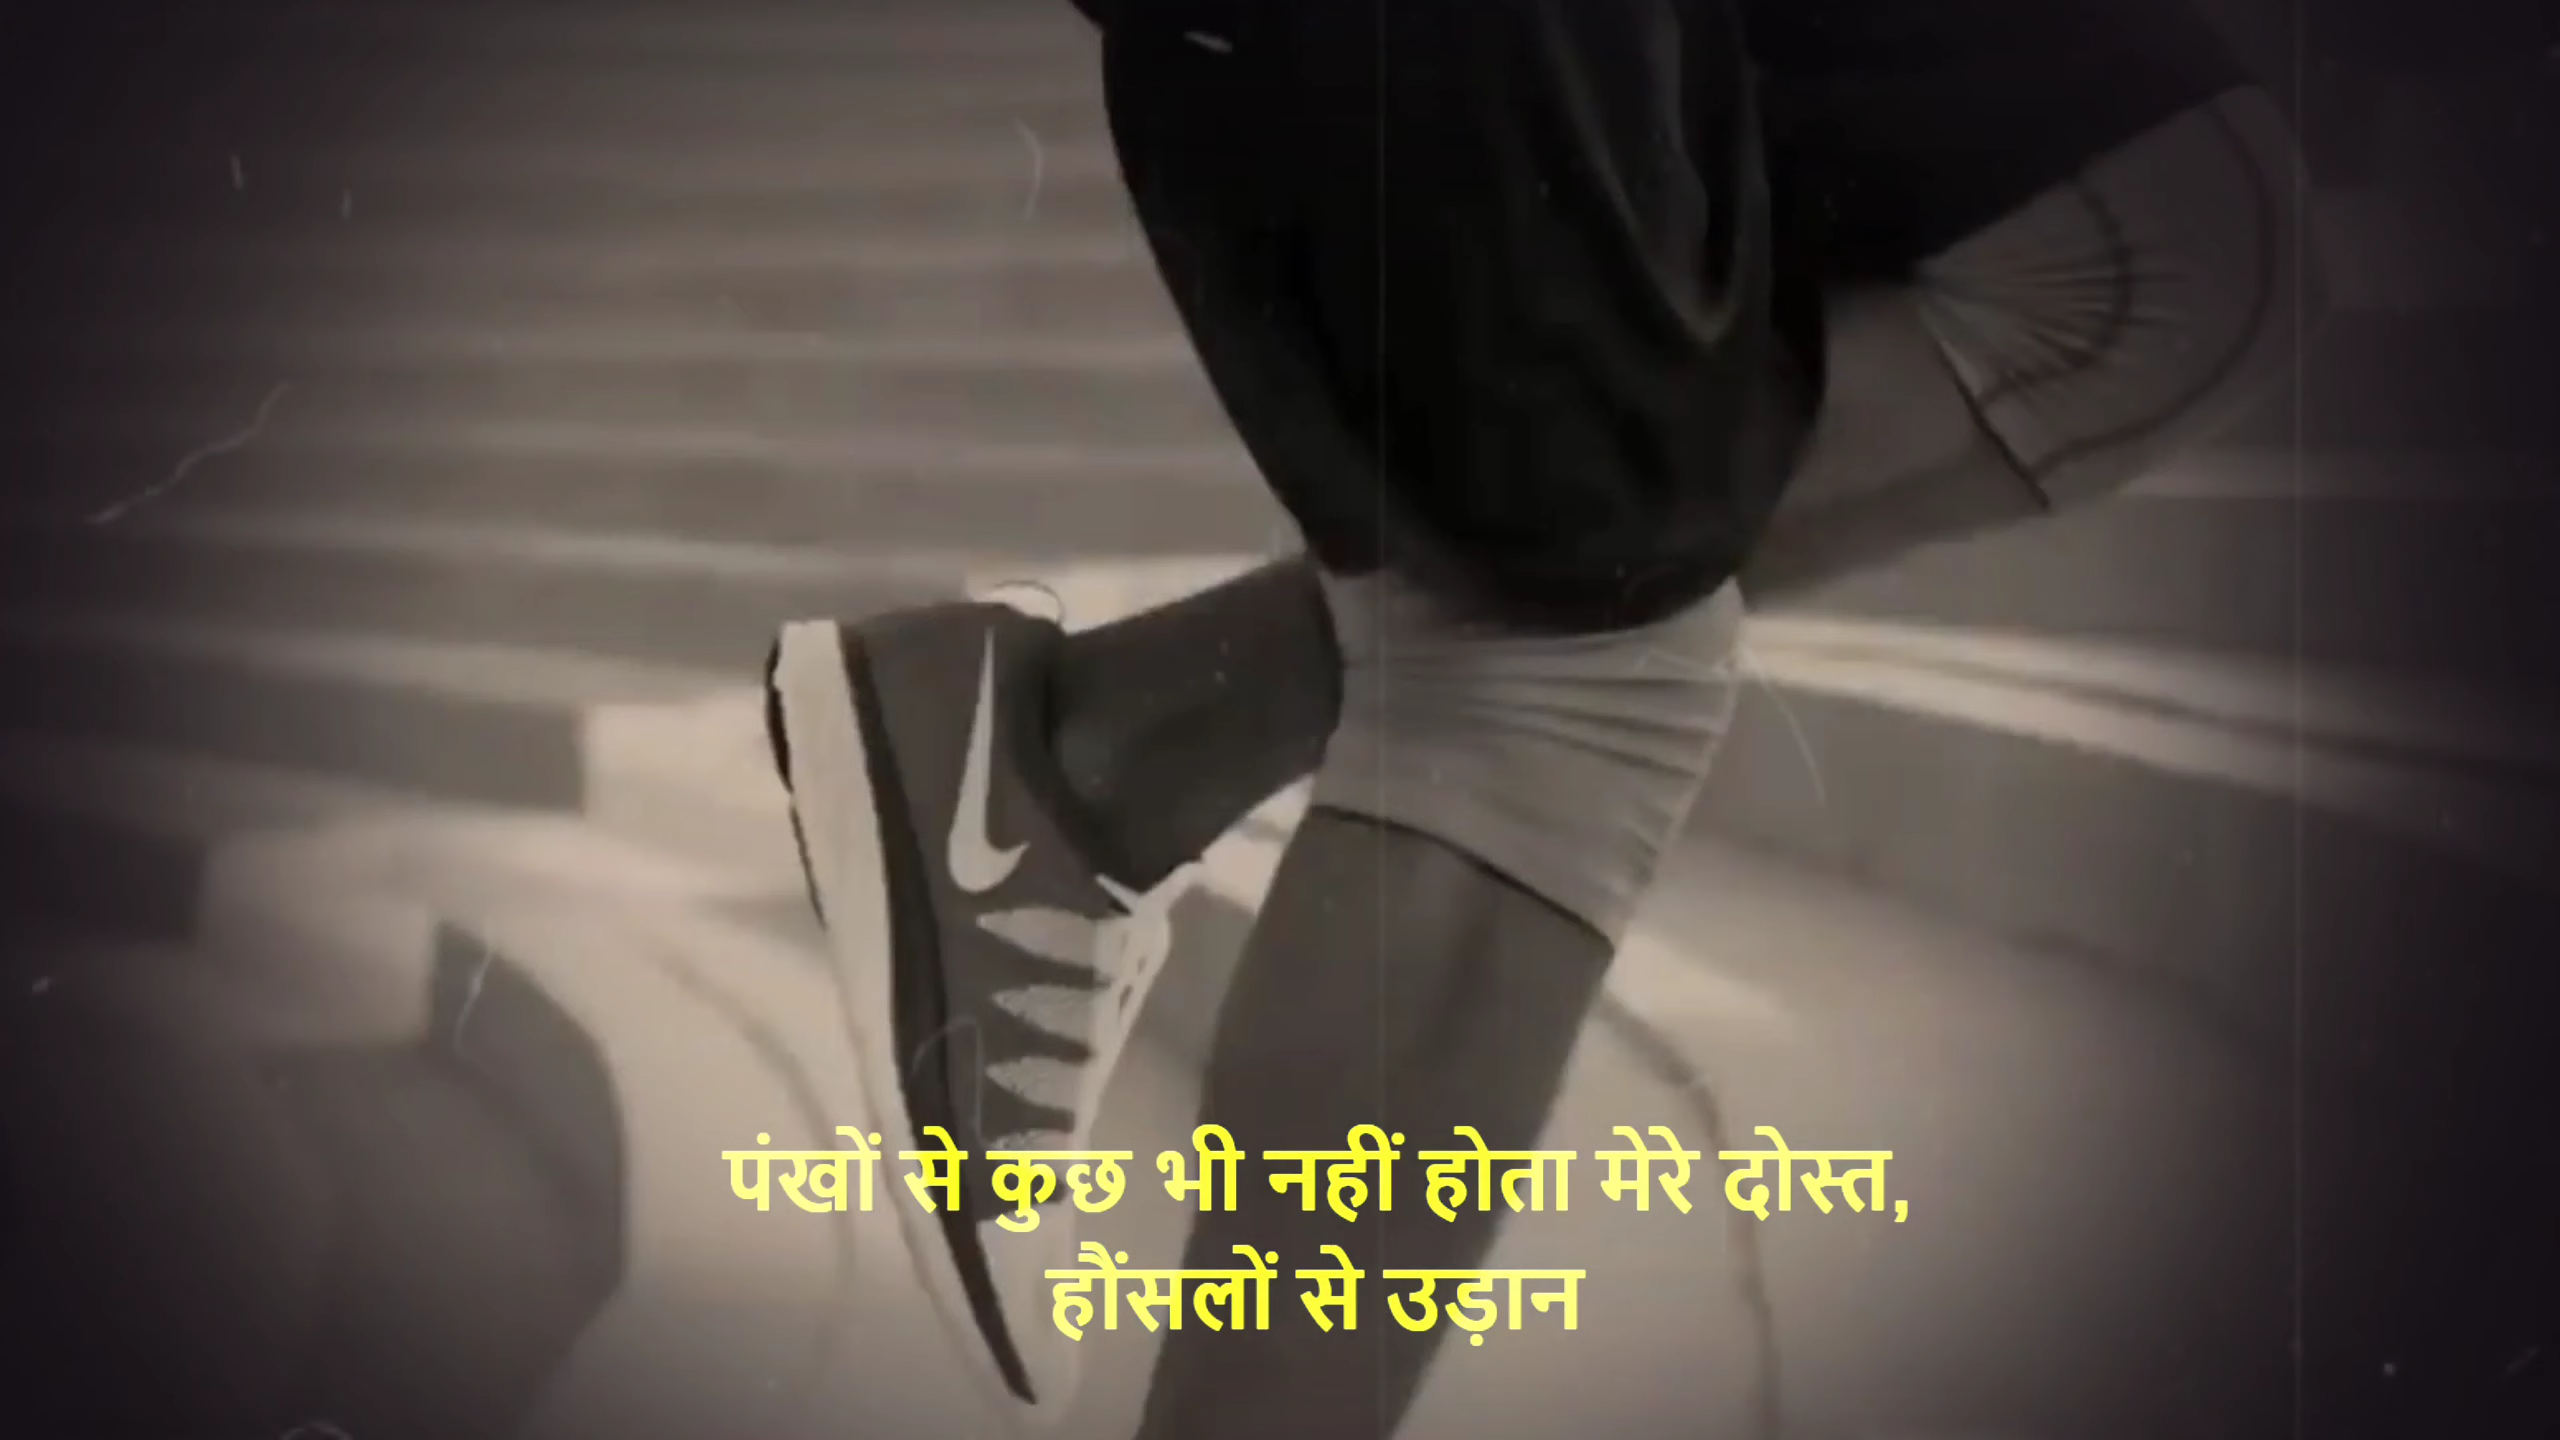 पंखों से कुछ भी नहीं होता मेरे दोस्त,
हौंसलों से उड़ान